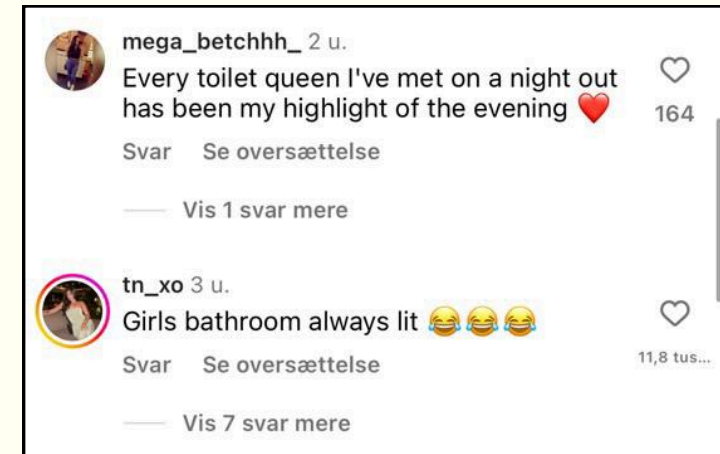 mega_betchhh_ 2 u.
Every toilet queen I've met on a night out
has been my highlight of the evening ❤️
164
Svar Se oversættelse
Vis 1 svar mere
tn_xo 3 u.
Girls bathroom always lit 😂😂😂
Svar Se oversættelse
11,8 tus...
Vis 7 svar mere